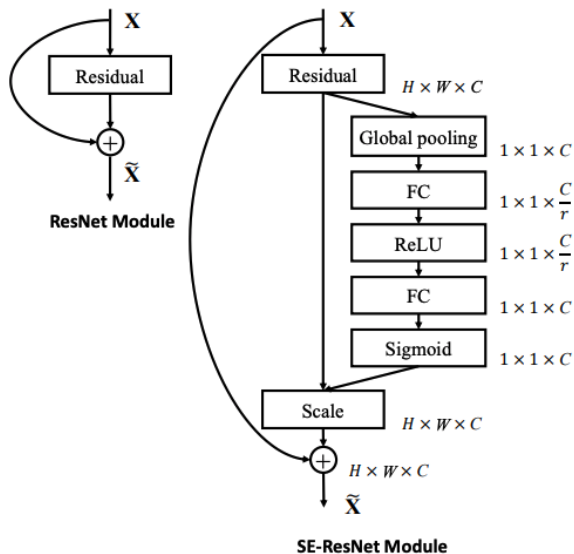 X
Residual
+
X̃
ResNet Module
X
Residual
H × W × C
Global pooling
1 × 1 × C
FC
1 × 1 × C/r
ReLU
1 × 1 × C/r
FC
1 × 1 × C
Sigmoid
1 × 1 × C
Scale
H × W × C
+
H × W × C
X̃
SE-ResNet Module